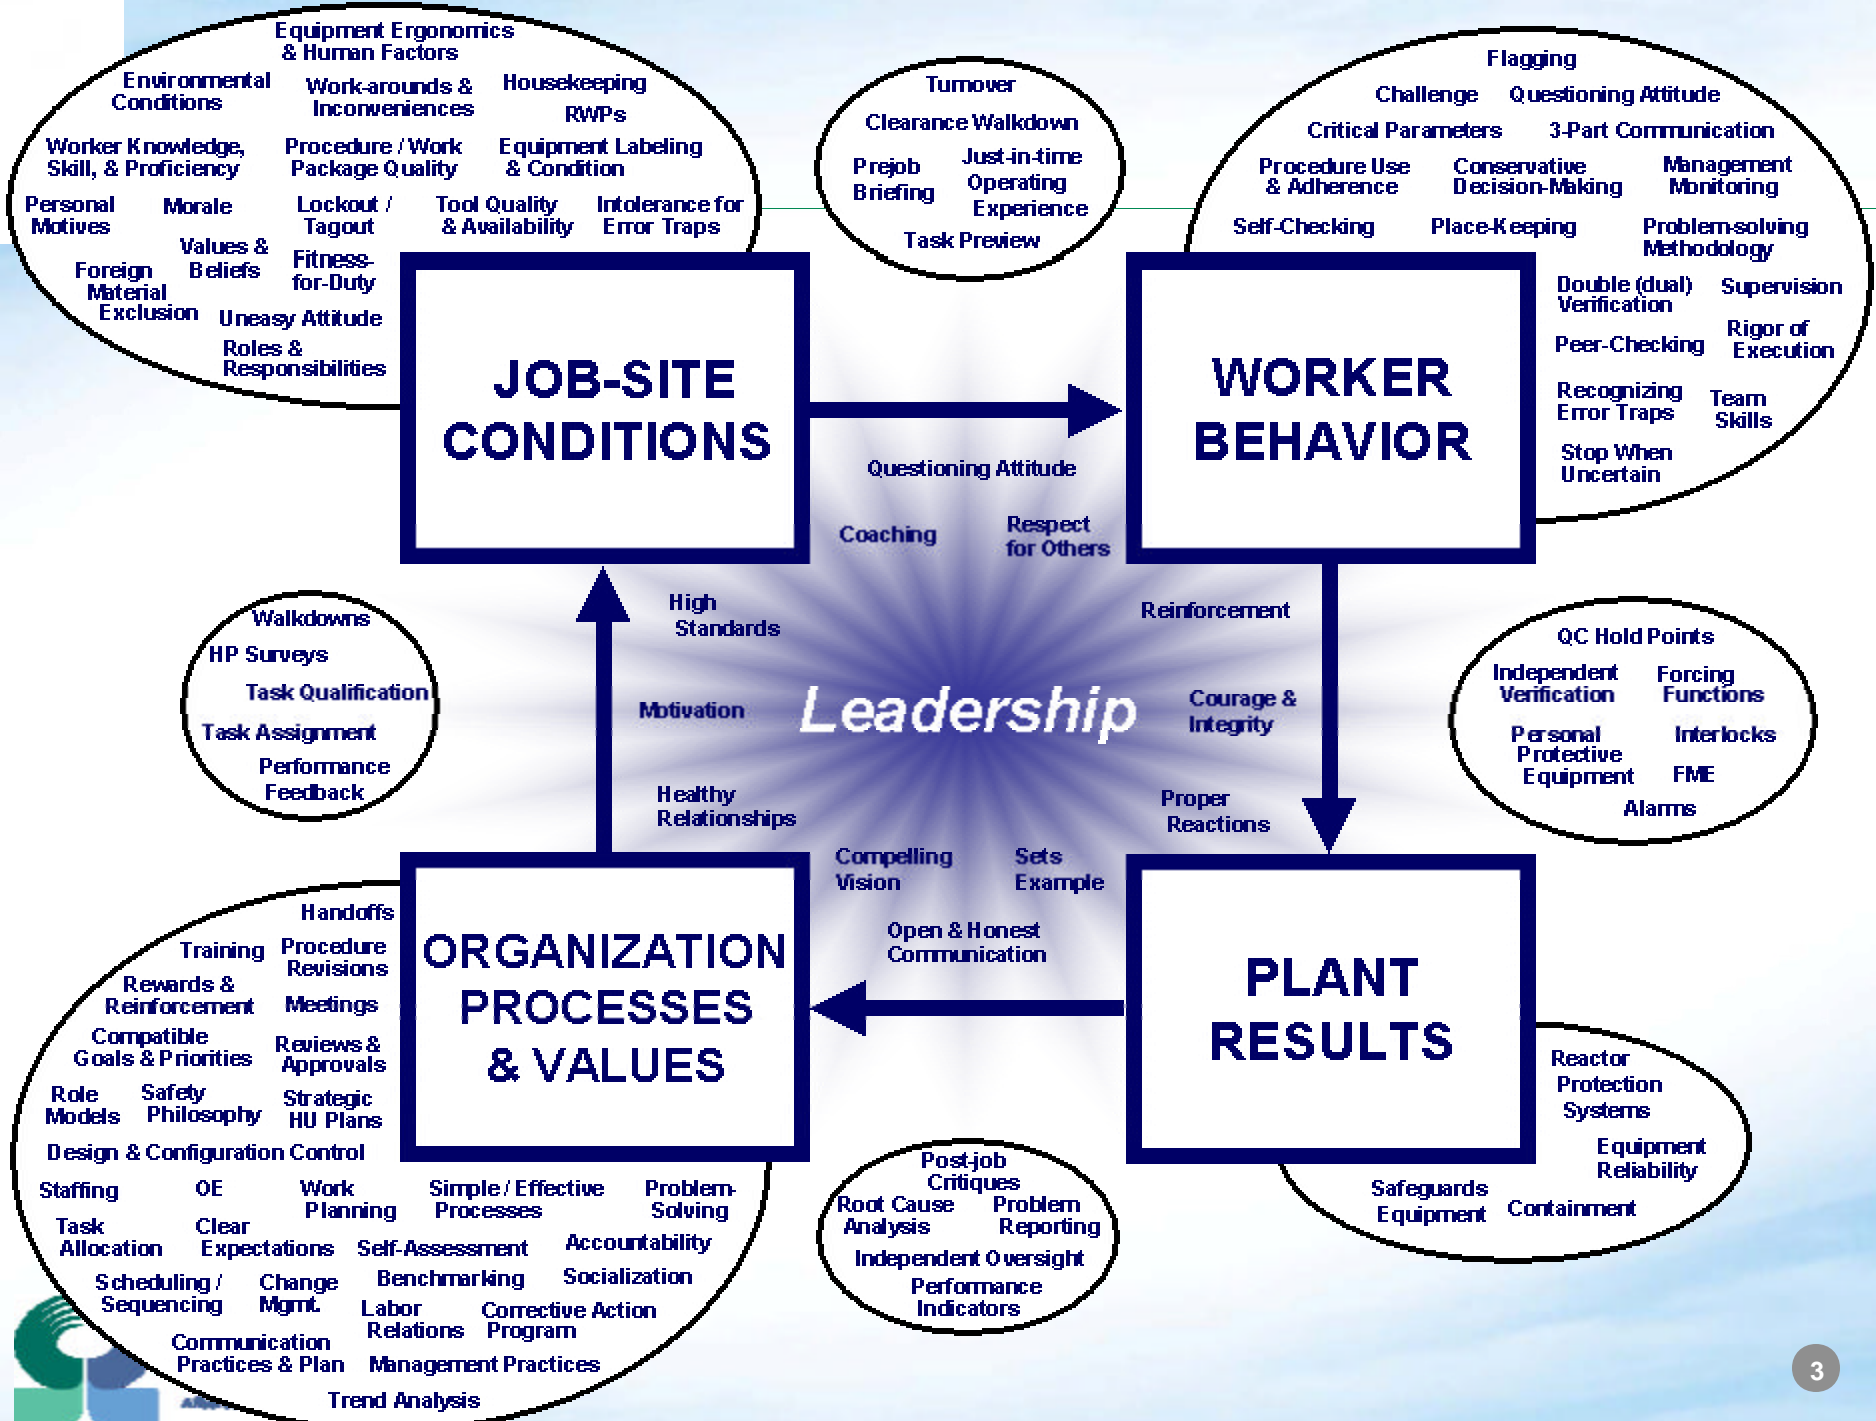 Equipment Ergonomics
& Human Factors
Environmental
Conditions
Work-arounds &
Inconveniences
Housekeeping
RWPs
Worker Knowledge,
Skill, & Proficiency
Procedure / Work
Package Quality
Equipment Labeling
& Condition
Personal
Motives
Morale
Lockout /
Tagout
Tool Quality
& Availability
Intolerance for
Error Traps
Values &
Beliefs
Fitness-
for-Duty
Foreign
Material
Exclusion
Uneasy Attitude
Roles &
Responsibilities
JOB-SITE
CONDITIONS
Turnover
Clearance Walkdown
Prejob
Briefing
Just-in-time
Operating
Experience
Task Preview
Flagging
Challenge
Questioning Attitude
Critical Parameters
3-Part Communication
Procedure Use
& Adherence
Conservative
Decision-Making
Management
Monitoring
Self-Checking
Place-Keeping
Problem-solving
Methodology
Double (dual)
Verification
Supervision
Peer-Checking
Rigor of
Execution
Recognizing
Error Traps
Team
Skills
Stop When
Uncertain
WORKER
BEHAVIOR
Questioning Attitude
Coaching
Respect
for Others
High
Standards
Reinforcement
Motivation
Leadership
Courage &
Integrity
Healthy
Relationships
Proper
Reactions
Compelling
Vision
Sets
Example
Open & Honest
Communication
Walkdowns
HP Surveys
Task Qualification
Task Assignment
Performance
Feedback
QC Hold Points
Independent
Verification
Forcing
Functions
Personal
Protective
Equipment
Interlocks
FME
Alarms
ORGANIZATION
PROCESSES
& VALUES
Handoffs
Training
Procedure
Revisions
Rewards &
Reinforcement
Meetings
Compatible
Goals & Priorities
Reviews &
Approvals
Role
Models
Safety
Philosophy
Strategic
HU Plans
Design & Configuration Control
Staffing
OE
Work
Planning
Simple / Effective
Processes
Problem-
Solving
Task
Allocation
Clear
Expectations
Self-Assessment
Accountability
Scheduling /
Sequencing
Change
Mgmt.
Benchmarking
Socialization
Labor
Relations
Corrective Action
Program
Communication
Practices & Plan
Management Practices
Trend Analysis
PLANT
RESULTS
Reactor
Protection
Systems
Equipment
Reliability
Safeguards
Equipment
Containment
Post-job
Critiques
Root Cause
Analysis
Problem
Reporting
Independent Oversight
Performance
Indicators
3